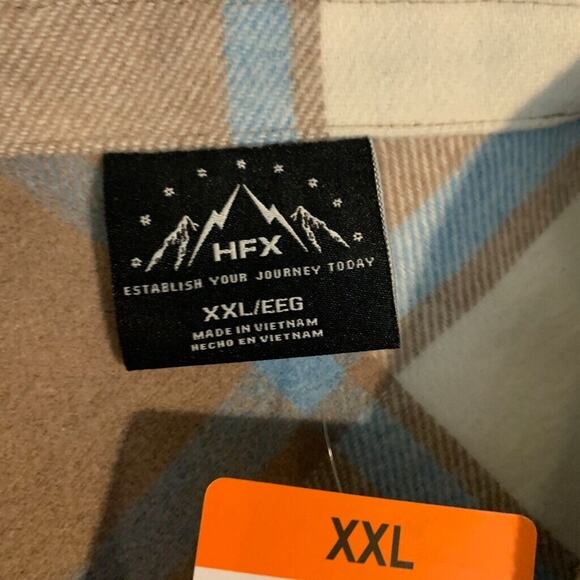 HFX
ESTABLISH YOUR JOURNEY TODAY
XXL/EEG
MADE IN VIETNAM
HECHO EN VIETNAM
XXL